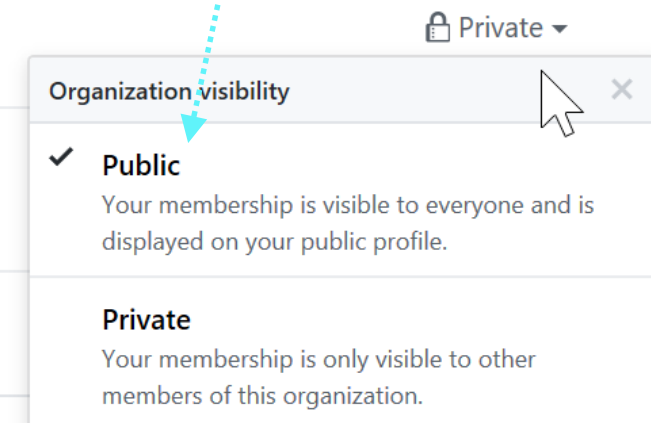 Private
Organization visibility
Public
Your membership is visible to everyone and is
displayed on your public profile.
Private
Your membership is only visible to other
members of this organization.